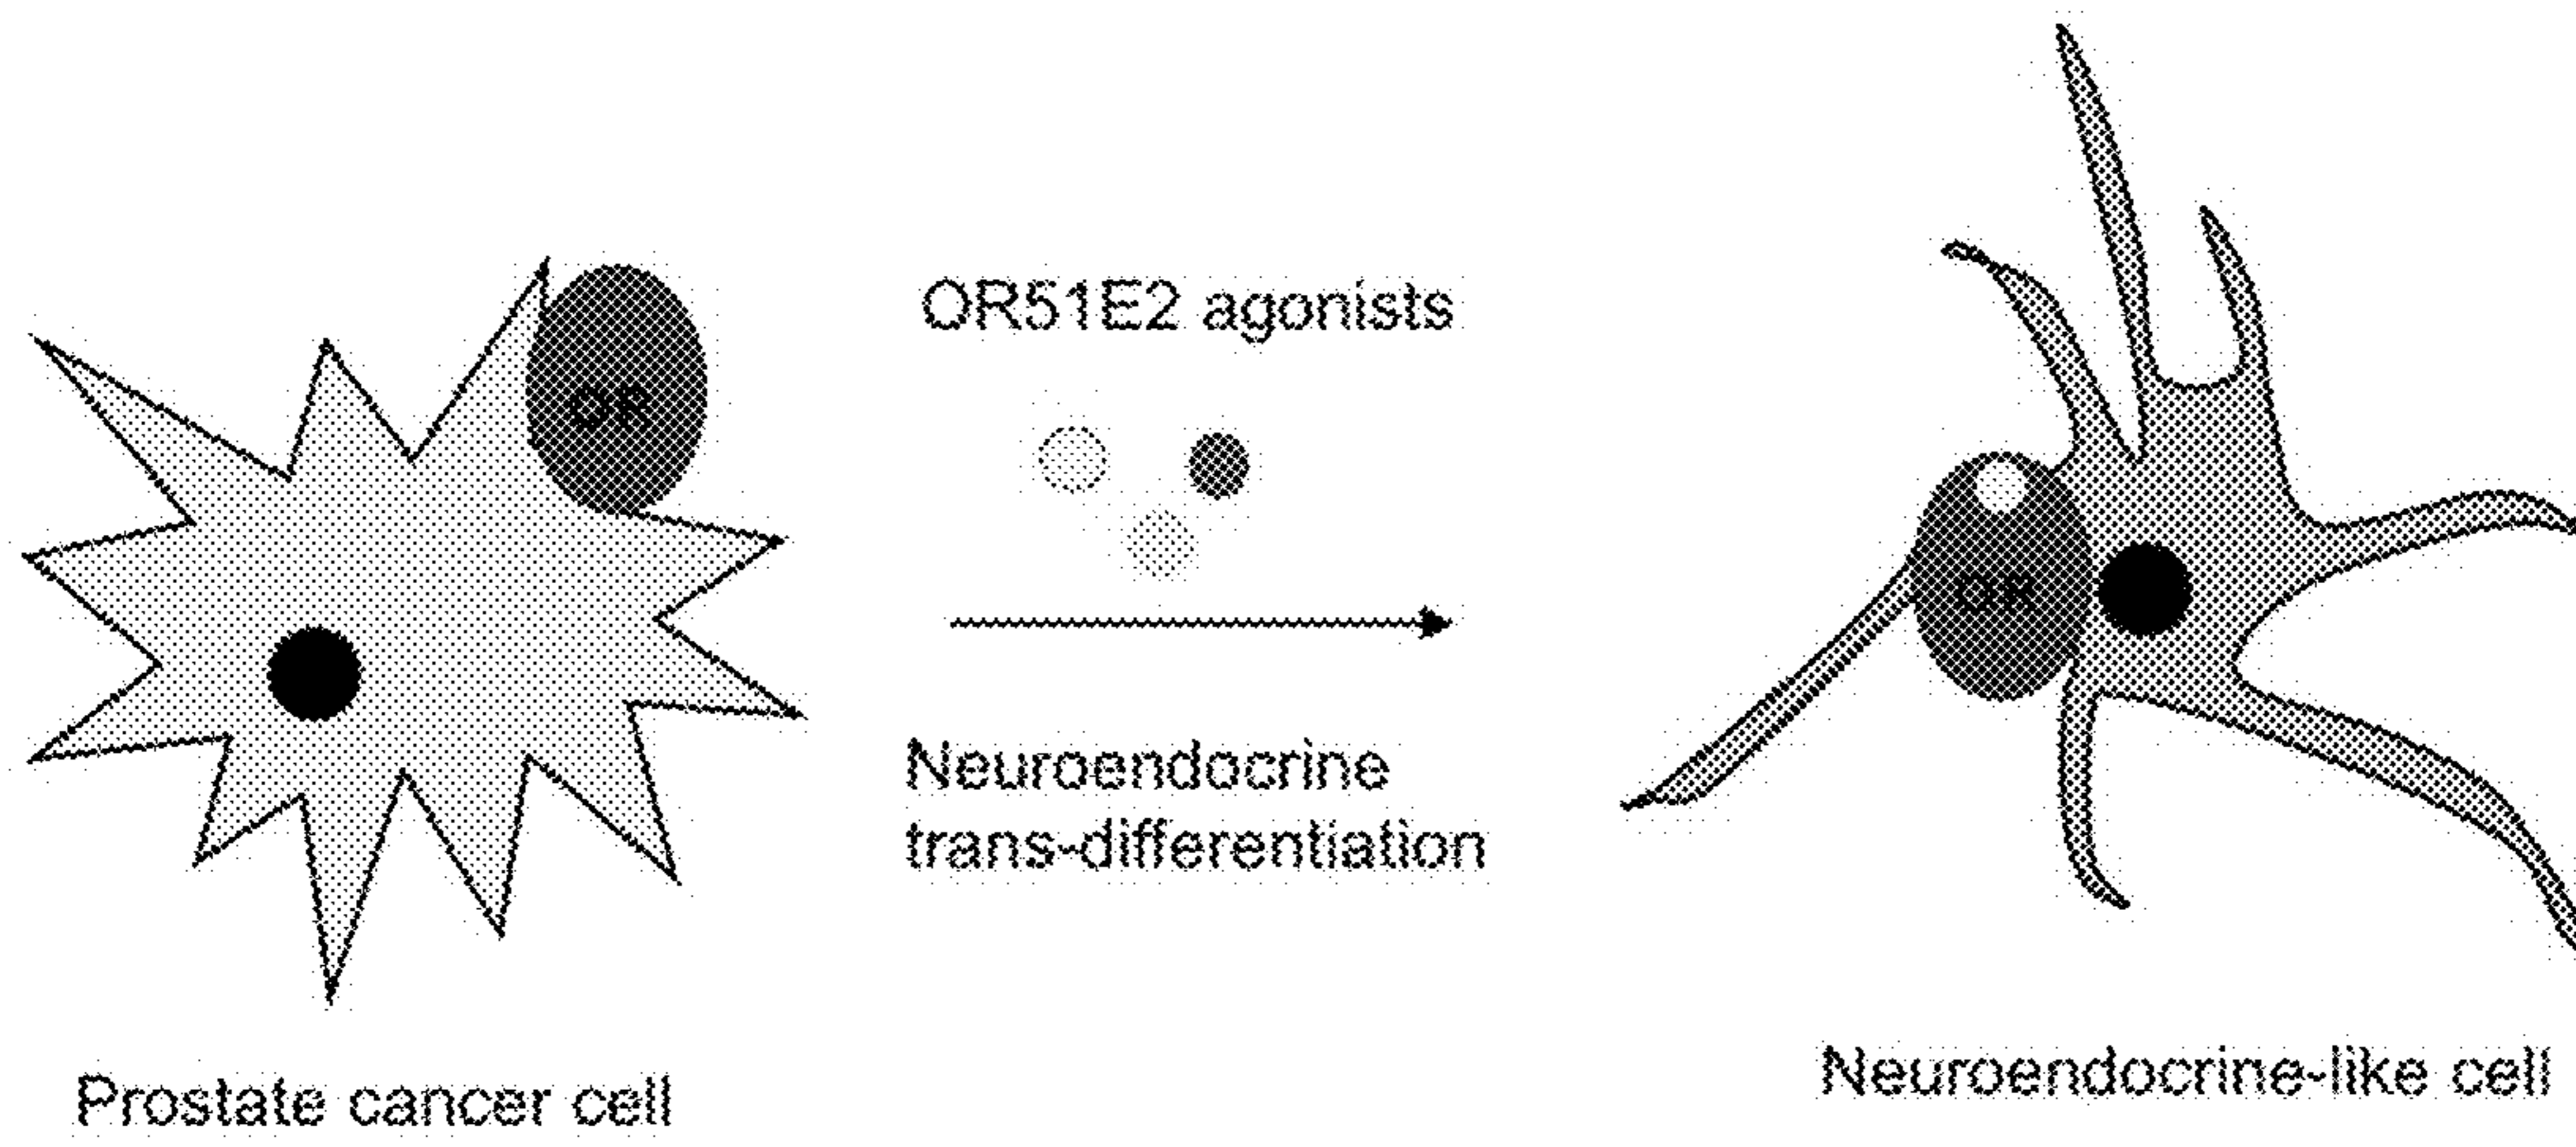 OR51E2 agonists
OR
OR
Neuroendocrine
trans-differentiation
Prostate cancer cell
Neuroendocrine-like cell